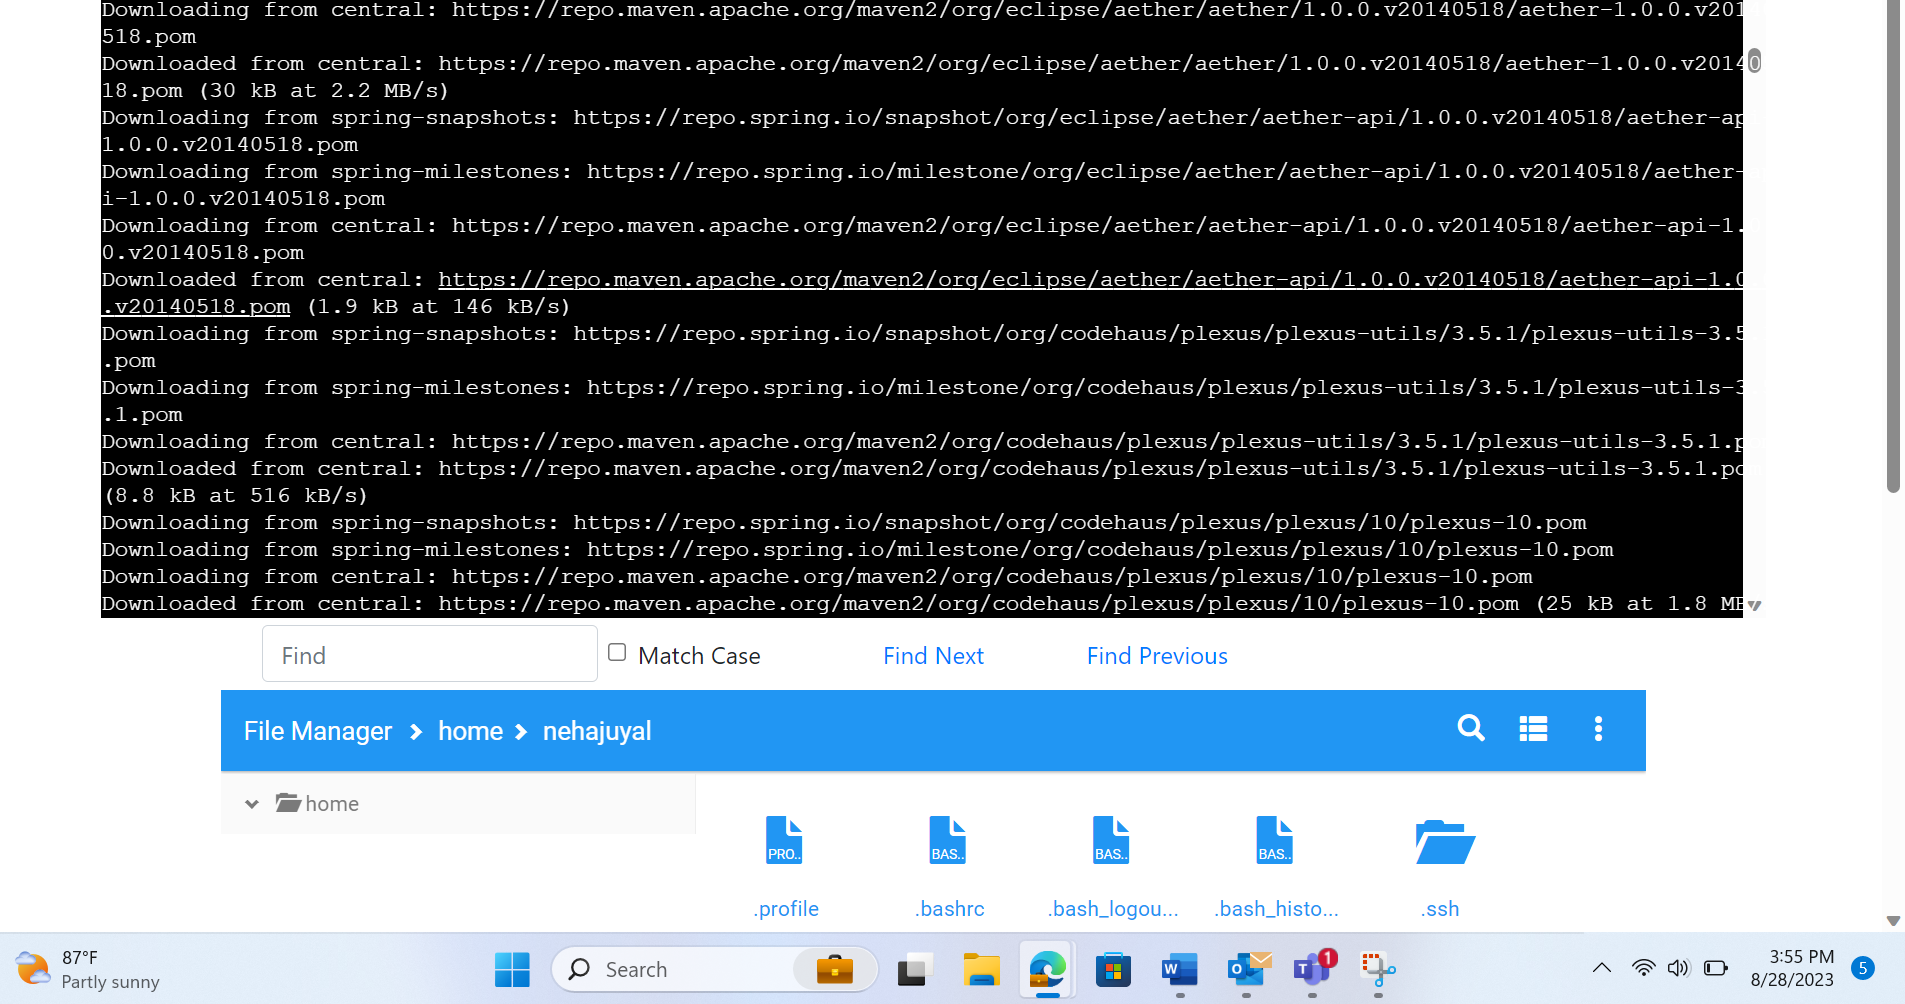 Downloading from central: https://repo.maven.apache.org/maven2/org/eclipse/aether/aether/1.0.0.v20140518/aether-1.0.0.v201
518.pom
Downloaded from central: https://repo.maven.apache.org/maven2/org/eclipse/aether/aether/1.0.0.v20140518/aether-1.0.0.v20140
18.pom (30 kB at 2.2 MB/s)
Downloading from spring-snapshots: https://repo.spring.io/snapshot/org/eclipse/aether/aether-api/1.0.0.v20140518/aether-ap
1.0.0.v20140518.pom
Downloading from spring-milestones: https://repo.spring.io/milestone/org/eclipse/aether/aether-api/1.0.0.v20140518/aether-
i-1.0.0.v20140518.pom
Downloading from central: https://repo.maven.apache.org/maven2/org/eclipse/aether/aether-api/1.0.0.v20140518/aether-api-1.
0.v20140518.pom
Downloaded from central: https://repo.maven.apache.org/maven2/org/eclipse/aether/aether-api/1.0.0.v20140518/aether-api-1.0
.v20140518.pom (1.9 kB at 146 kB/s)
Downloading from spring-snapshots: https://repo.spring.io/snapshot/org/codehaus/plexus/plexus-utils/3.5.1/plexus-utils-3.5
.pom
Downloading from spring-milestones: https://repo.spring.io/milestone/org/codehaus/plexus/plexus-utils/3.5.1/plexus-utils-3
.1.pom
Downloading from central: https://repo.maven.apache.org/maven2/org/codehaus/plexus/plexus-utils/3.5.1/plexus-utils-3.5.1.p
Downloaded from central: https://repo.maven.apache.org/maven2/org/codehaus/plexus/plexus-utils/3.5.1/plexus-utils-3.5.1.po
(8.8 kB at 516 kB/s)
Downloading from spring-snapshots: https://repo.spring.io/snapshot/org/codehaus/plexus/plexus/10/plexus-10.pom
Downloading from spring-milestones: https://repo.spring.io/milestone/org/codehaus/plexus/plexus/10/plexus-10.pom
Downloading from central: https://repo.maven.apache.org/maven2/org/codehaus/plexus/plexus/10/plexus-10.pom
Downloaded from central: https://repo.maven.apache.org/maven2/org/codehaus/plexus/plexus/10/plexus-10.pom (25 kB at 1.8 MB
Find Match Case Find Next Find Previous
File Manager home nehajuyal
home
PRO.. BAS.. BAS.. BAS..
.profile .bashrc .bash_logou... .bash_histo... .ssh
87°F
Partly sunny
Search
W O T 1
3:55 PM
8/28/2023
5